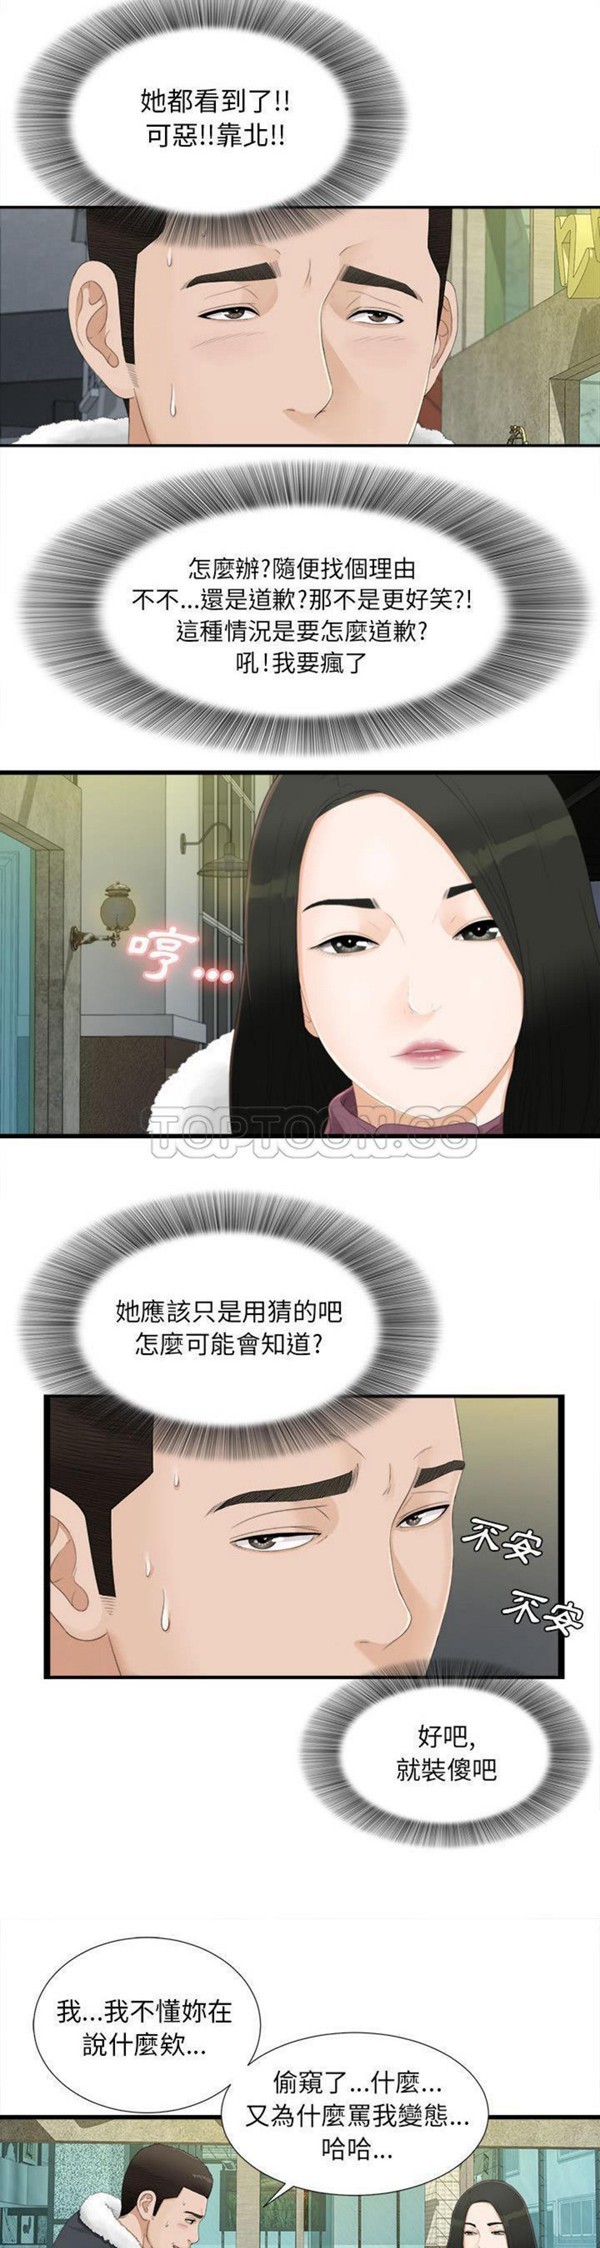 她都看到了!!
可惡!!靠北!!
怎麼辦?隨便找個理由
不不...還是道歉?那不是更好笑?!
這種情況是要怎麼道歉?
吼!我要瘋了
哼...
TOPTOON.CC
她應該只是用猜的吧
怎麼可能會知道?
不安
不安
好吧,
就裝傻吧
我...我不懂妳在
說什麼欸...
偷窺了...什麼...
又為什麼罵我變態...
哈哈...